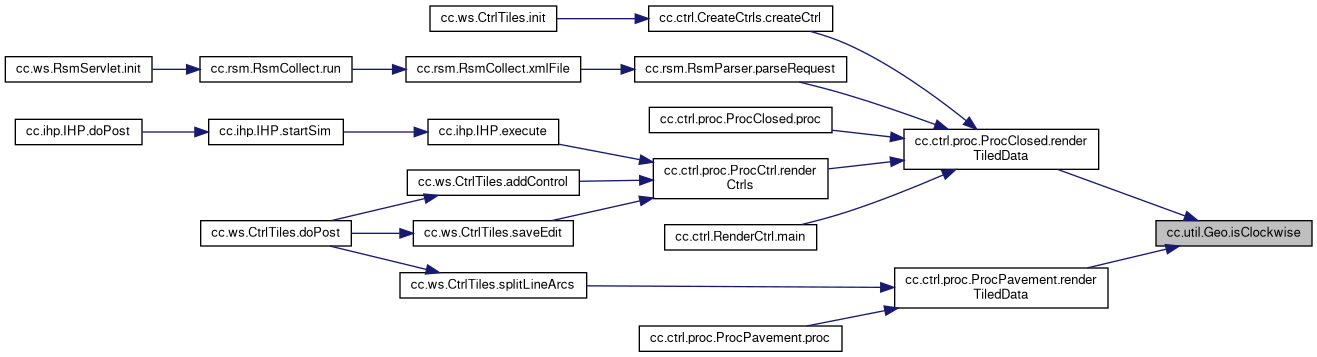 cc.ws.CtrlTiles.init
cc.ctrl.CreateCtrls.createCtrl
cc.ws.RsmServlet.init
cc.rsm.RsmCollect.run
cc.rsm.RsmCollect.xmlFile
cc.rsm.RsmParser.parseRequest
cc.ctrl.proc.ProcClosed.proc
cc.ihp.IHP.doPost
cc.ihp.IHP.startSim
cc.ihp.IHP.execute
cc.ctrl.proc.ProcClosed.render
TiledData
cc.ctrl.proc.ProcCtrl.render
Ctrls
cc.ws.CtrlTiles.addControl
cc.ws.CtrlTiles.doPost
cc.ws.CtrlTiles.saveEdit
cc.ctrl.RenderCtrl.main
cc.util.Geo.isClockwise
cc.ws.CtrlTiles.splitLineArcs
cc.ctrl.proc.ProcPavement.render
TiledData
cc.ctrl.proc.ProcPavement.proc